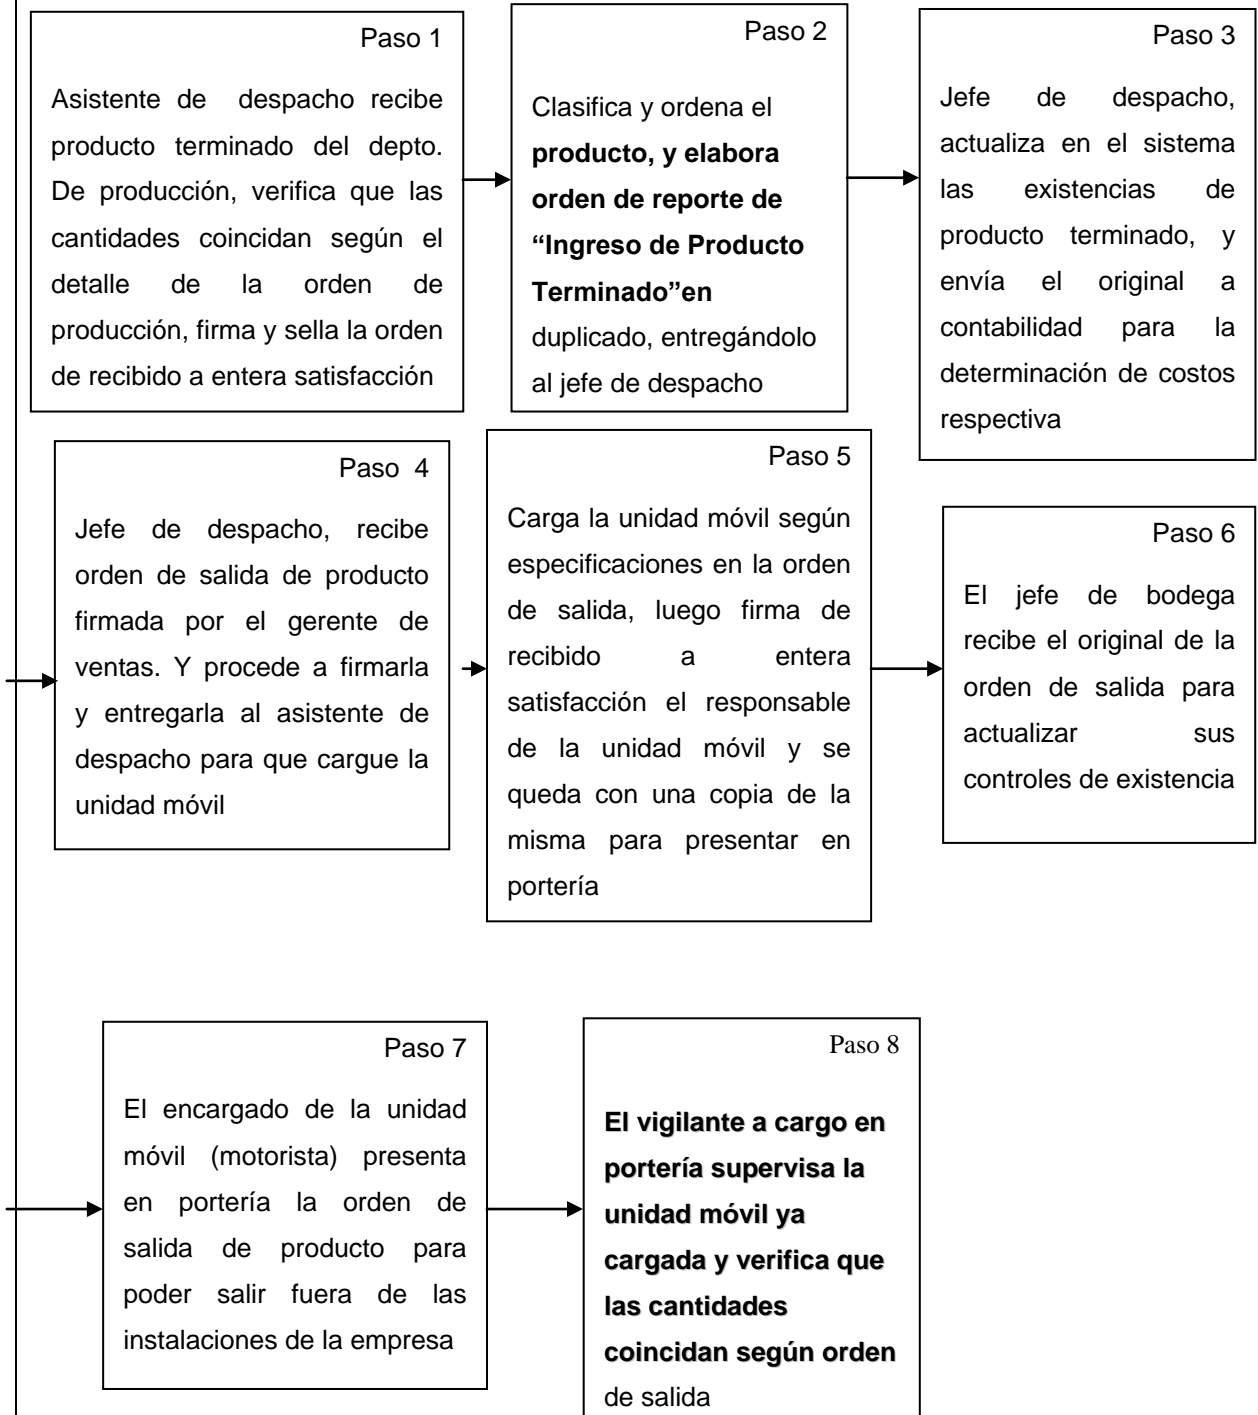 Paso 1
Asistente de despacho recibe
producto terminado del depto.
De producción, verifica que las
cantidades coincidan según el
detalle de la orden de
producción, firma y sella la orden
de recibido a entera satisfacción
Paso 2
Clasifica y ordena el
producto, y elabora
orden de reporte de
“Ingreso de Producto
Terminado”en
duplicado, entregándolo
al jefe de despacho
Paso 3
Jefe de despacho,
actualiza en el sistema
las existencias de
producto terminado, y
envía el original a
contabilidad para la
determinación de costos
respectiva
Paso 4
Jefe de despacho, recibe
orden de salida de producto
firmada por el gerente de
ventas. Y procede a firmarla
y entregarla al asistente de
despacho para que cargue la
unidad móvil
Paso 5
Carga la unidad móvil según
especificaciones en la orden
de salida, luego firma de
recibido a entera
satisfacción el responsable
de la unidad móvil y se
queda con una copia de la
misma para presentar en
portería
Paso 6
El jefe de bodega
recibe el original de la
orden de salida para
actualizar sus
controles de existencia
Paso 7
El encargado de la unidad
móvil (motorista) presenta
en portería la orden de
salida de producto para
poder salir fuera de las
instalaciones de la empresa
Paso 8
El vigilante a cargo en
portería supervisa la
unidad móvil ya
cargada y verifica que
las cantidades
coincidan según orden
de salida